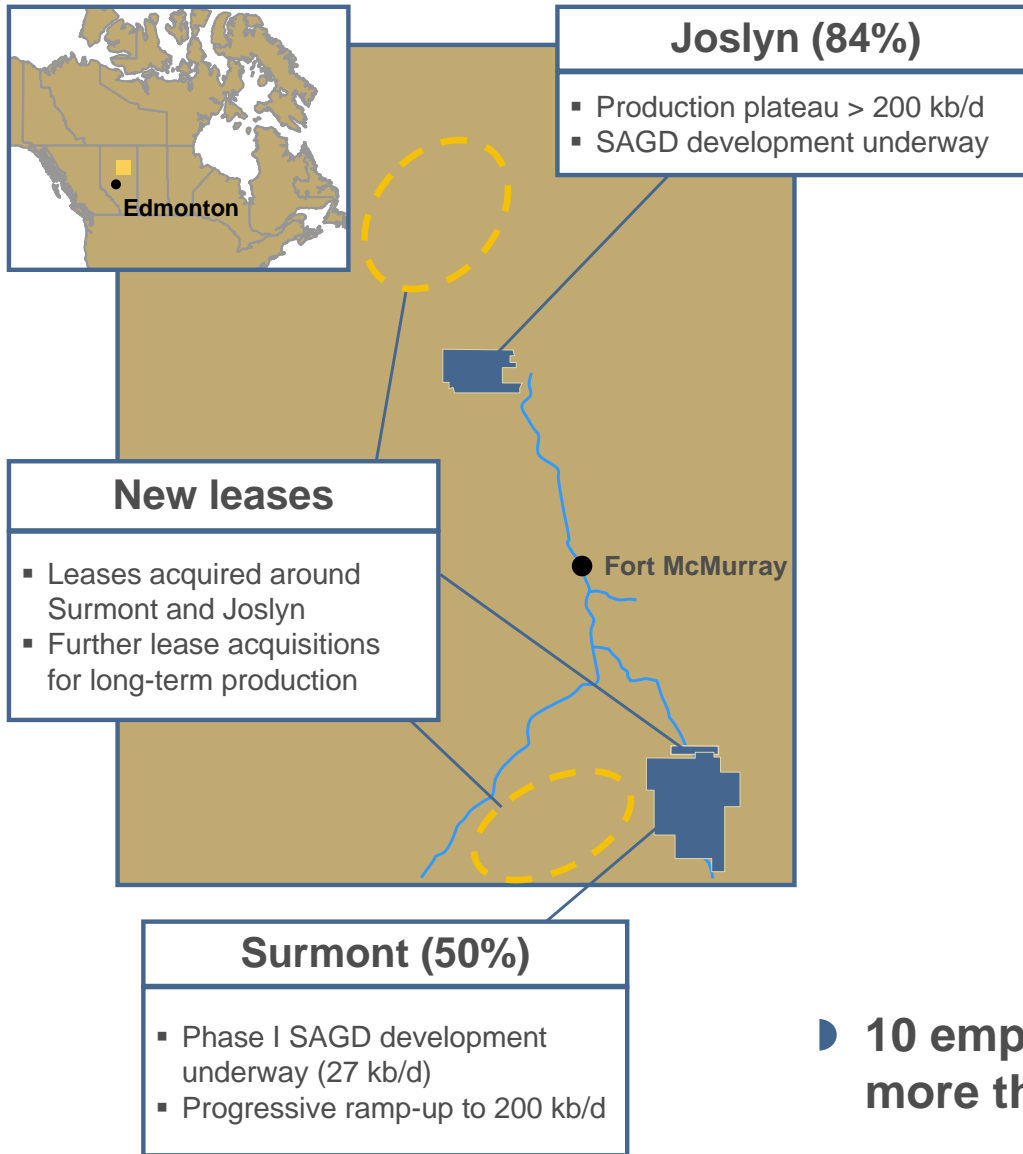 Edmonton
Joslyn (84%)
▪ Production plateau > 200 kb/d
▪ SAGD development underway
New leases
▪ Leases acquired around
Surmont and Joslyn
▪ Further lease acquisitions
for long-term production
Fort McMurray
Surmont (50%)
▪ Phase I SAGD development
underway (27 kb/d)
▪ Progressive ramp-up to 200 kb/d
10
more